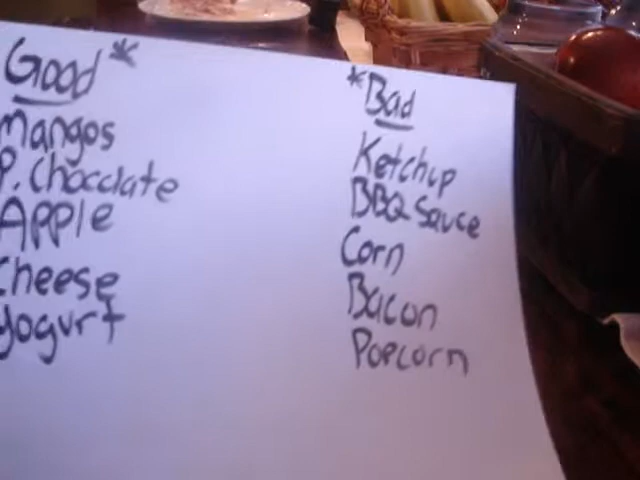 Good *
Mangos
P. Chocolate
Apple
Cheese
Yogurt
*Bad
Ketchup
BBQ Sauce
Corn
Bacon
Popcorn